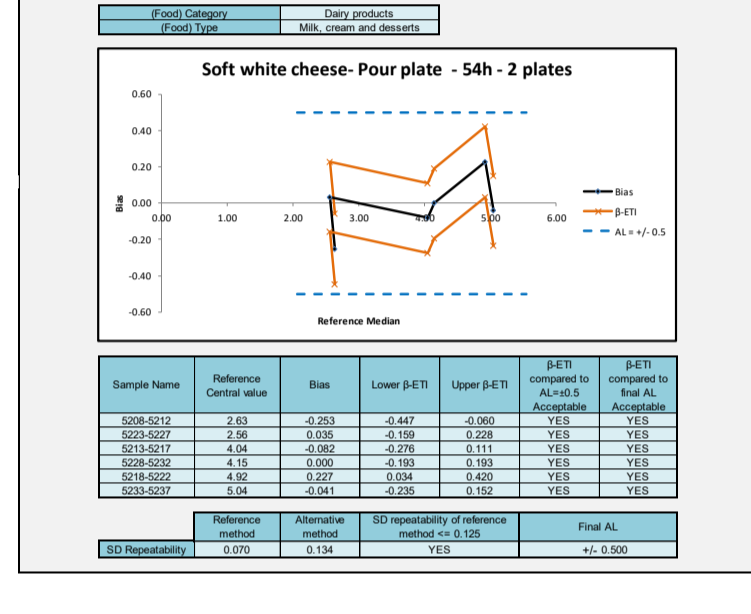 (Food) Category Dairy products
(Food) Type Milk, cream and desserts
Soft white cheese- Pour plate - 54h - 2 plates
0.60
0.40
0.20
0.00
-0.20
-0.40
-0.60
Bias
0.00 1.00 2.00 3.00 4.00 5.00 6.00
Reference Median
Bias
β-ETI
AL = +/- 0.5
Sample Name Reference Central value Bias Lower β-ETI Upper β-ETI β-ETI compared to AL=±0.5 Acceptable β-ETI compared to final AL Acceptable
5208-5212 2.63 -0.253 -0.447 -0.060 YES YES
5223-5227 2.56 0.035 -0.159 0.228 YES YES
5213-5217 4.04 -0.082 -0.276 0.111 YES YES
5228-5232 4.15 0.000 -0.193 0.193 YES YES
5218-5222 4.92 0.227 0.034 0.420 YES YES
5233-5237 5.04 -0.041 -0.235 0.152 YES YES
Reference method Alternative method SD repeatability of reference method <= 0.125 Final AL
SD Repeatability 0.070 0.134 YES +/- 0.500